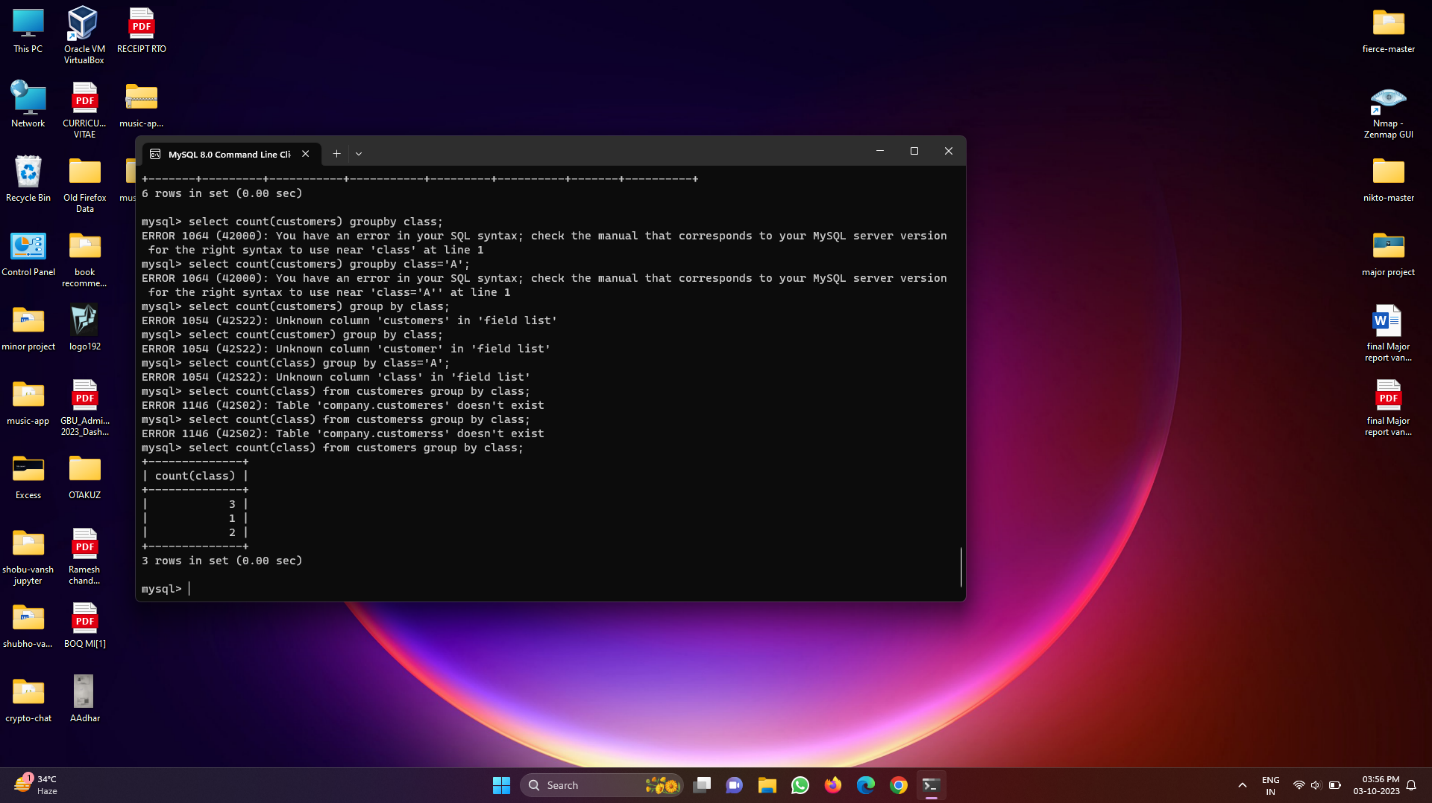 This PC
Oracle VM
VirtualBox
PDF
RECEIPT RTO
Network
PDF
CURRICU...
VITAE
music-ap...
Recycle Bin
Old Firefox
Data
mus
Control Panel
book
recomme...
minor project
logo192
music-app
PDF
GBU_Admi...
2023_Dash...
Excess
OTAKUZ
shobu-vansh
jupyter
PDF
Ramesh
chand...
shubho-va...
PDF
BOQ MI[1]
crypto-chat
AAdhar
MySQL 8.0 Command Line Cli
+-------+----------+-----------+-----------+---------+----------+-------+----------+
6 rows in set (0.00 sec)
mysql> select count(customers) groupby class;
ERROR 1064 (42000): You have an error in your SQL syntax; check the manual that corresponds to your MySQL server version
for the right syntax to use near 'class' at line 1
mysql> select count(customers) groupby class='A';
ERROR 1064 (42000): You have an error in your SQL syntax; check the manual that corresponds to your MySQL server version
for the right syntax to use near 'class='A'' at line 1
mysql> select count(customers) group by class;
ERROR 1054 (42S22): Unknown column 'customers' in 'field list'
mysql> select count(customer) group by class;
ERROR 1054 (42S22): Unknown column 'customer' in 'field list'
mysql> select count(class) group by class='A';
ERROR 1054 (42S22): Unknown column 'class' in 'field list'
mysql> select count(class) from customeres group by class;
ERROR 1146 (42S02): Table 'company.customeres' doesn't exist
mysql> select count(class) from customerss group by class;
ERROR 1146 (42S02): Table 'company.customerss' doesn't exist
mysql> select count(class) from customers group by class;
+--------------+
| count(class) |
+--------------+
| 3 |
| 1 |
| 2 |
+--------------+
3 rows in set (0.00 sec)
mysql>
fierce-master
Nmap -
Zenmap GUI
nikto-master
major project
W
final Major
report van...
PDF
final Major
report van...
1
34°C
Haze
Search
ENG
IN
03:56 PM
03-10-2023